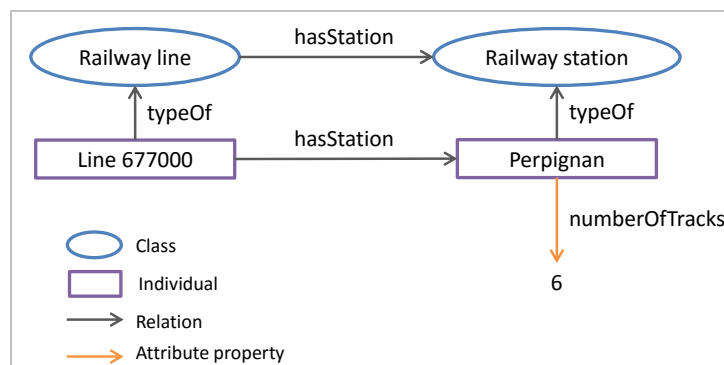 hasStation
Railway line
Railway station
typeOf
typeOf
hasStation
Line 677000
Perpignan
numberOfTracks
Class
6
Individual
Relation
Attribute property